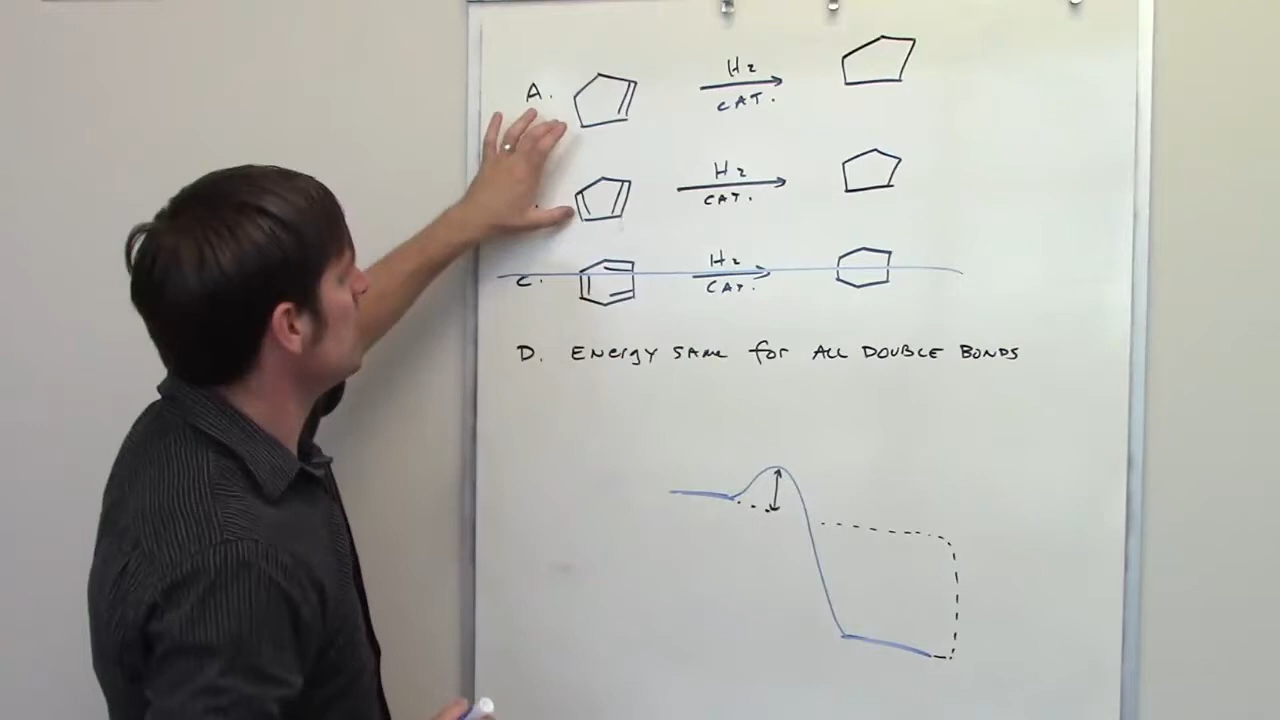 A.
H2
CAT.
H2
CAT.
C.
H2
CAT.
D. ENERGY SAME for ALL DOUBLE BONDS